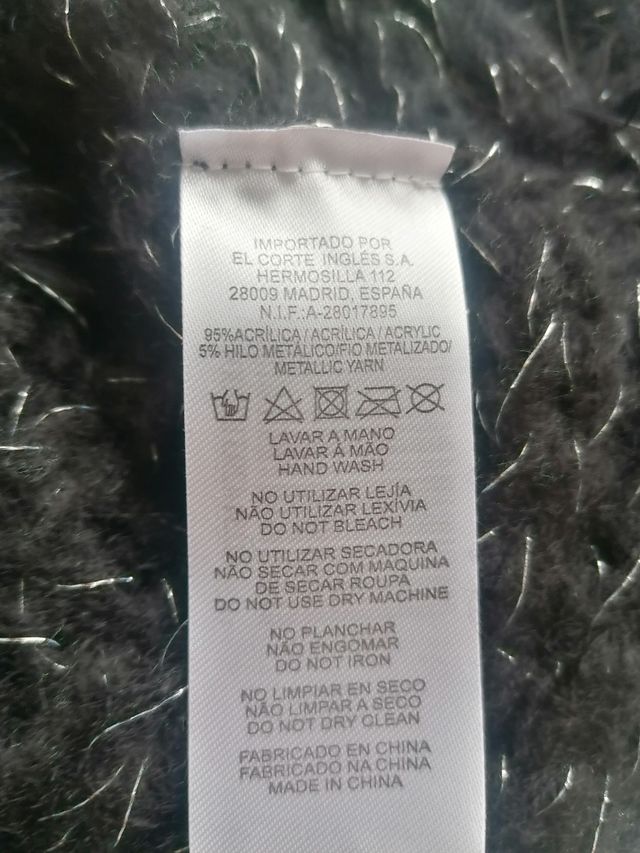 IMPORTADO POR
EL CORTE INGLÉS S.A.
HERMOSILLA 112
28009 MADRID, ESPAÑA
N.I.F.:A-28017895
95%ACRÍLICA / ACRÍLICA / ACRYLIC
5% HILO METÁLICO/FIO METALIZADO/
METALLIC YARN
LAVAR A MANO
LAVAR À MÃO
HAND WASH
NO UTILIZAR LEJÍA
NÃO UTILIZAR LEXÍVIA
DO NOT BLEACH
NO UTILIZAR SECADORA
NÃO SECAR COM MAQUINA
DE SECAR ROUPA
DO NOT USE DRY MACHINE
NO PLANCHAR
NÃO ENGOMAR
DO NOT IRON
NO LIMPIAR EN SECO
NÃO LIMPAR A SECO
DO NOT DRY CLEAN
FABRICADO EN CHINA
FABRICADO NA CHINA
MADE IN CHINA